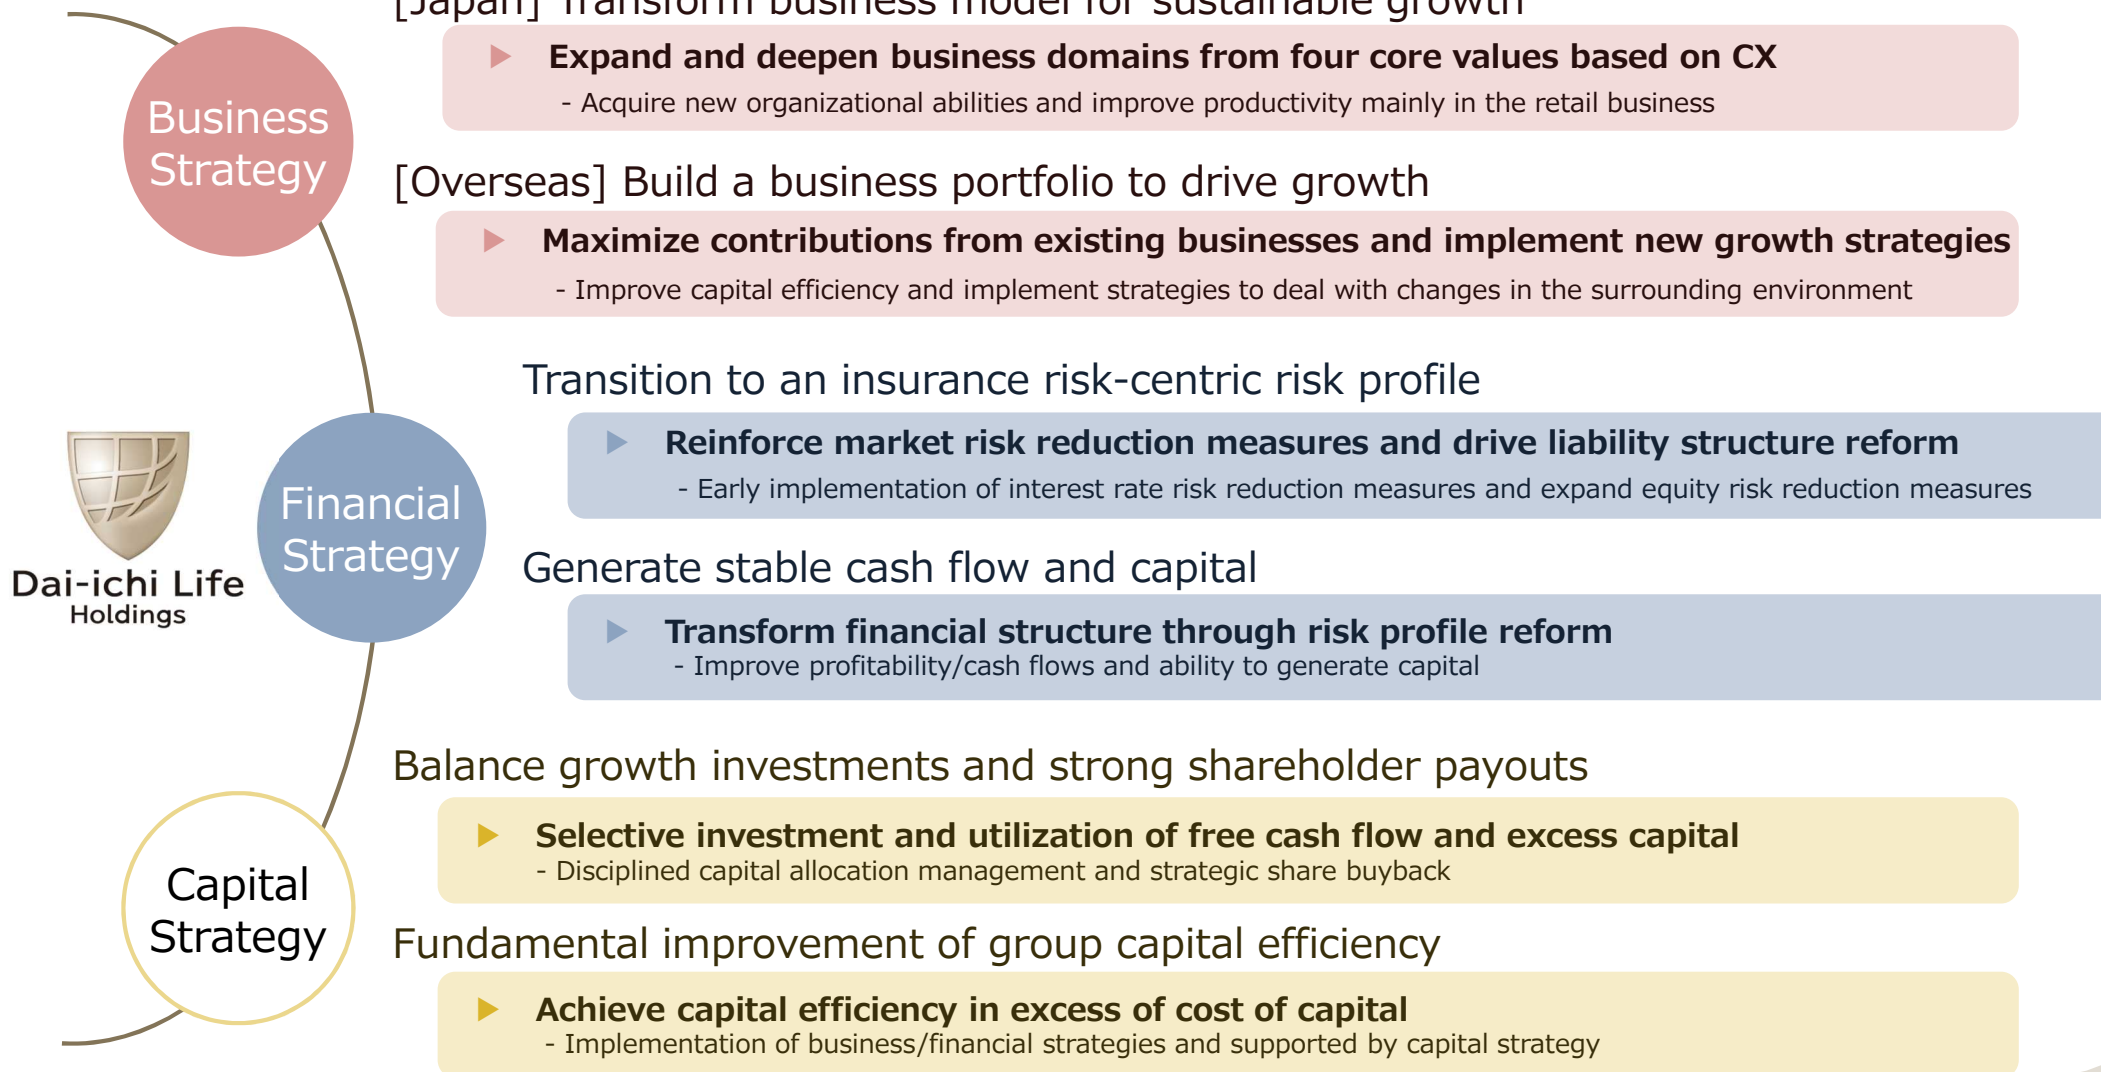 [Japan] Transform business model for sustainable growth
Business
Strategy
▶ Expand and deepen business domains from four core values based on CX
- Acquire new organizational abilities and improve productivity mainly in the retail business
[Overseas] Build a business portfolio to drive growth
▶ Maximize contributions from existing businesses and implement new growth strategies
- Improve capital efficiency and implement strategies to deal with changes in the surrounding environment
Dai-ichi Life
Holdings
Financial
Strategy
Transition to an insurance risk-centric risk profile
▶ Reinforce market risk reduction measures and drive liability structure reform
- Early implementation of interest rate risk reduction measures and expand equity risk reduction measures
Generate stable cash flow and capital
▶ Transform financial structure through risk profile reform
- Improve profitability/cash flows and ability to generate capital
Capital
Strategy
Balance growth investments and strong shareholder payouts
▶ Selective investment and utilization of free cash flow and excess capital
- Disciplined capital allocation management and strategic share buyback
Fundamental improvement of group capital efficiency
▶ Achieve capital efficiency in excess of cost of capital
- Implementation of business/financial strategies and supported by capital strategy